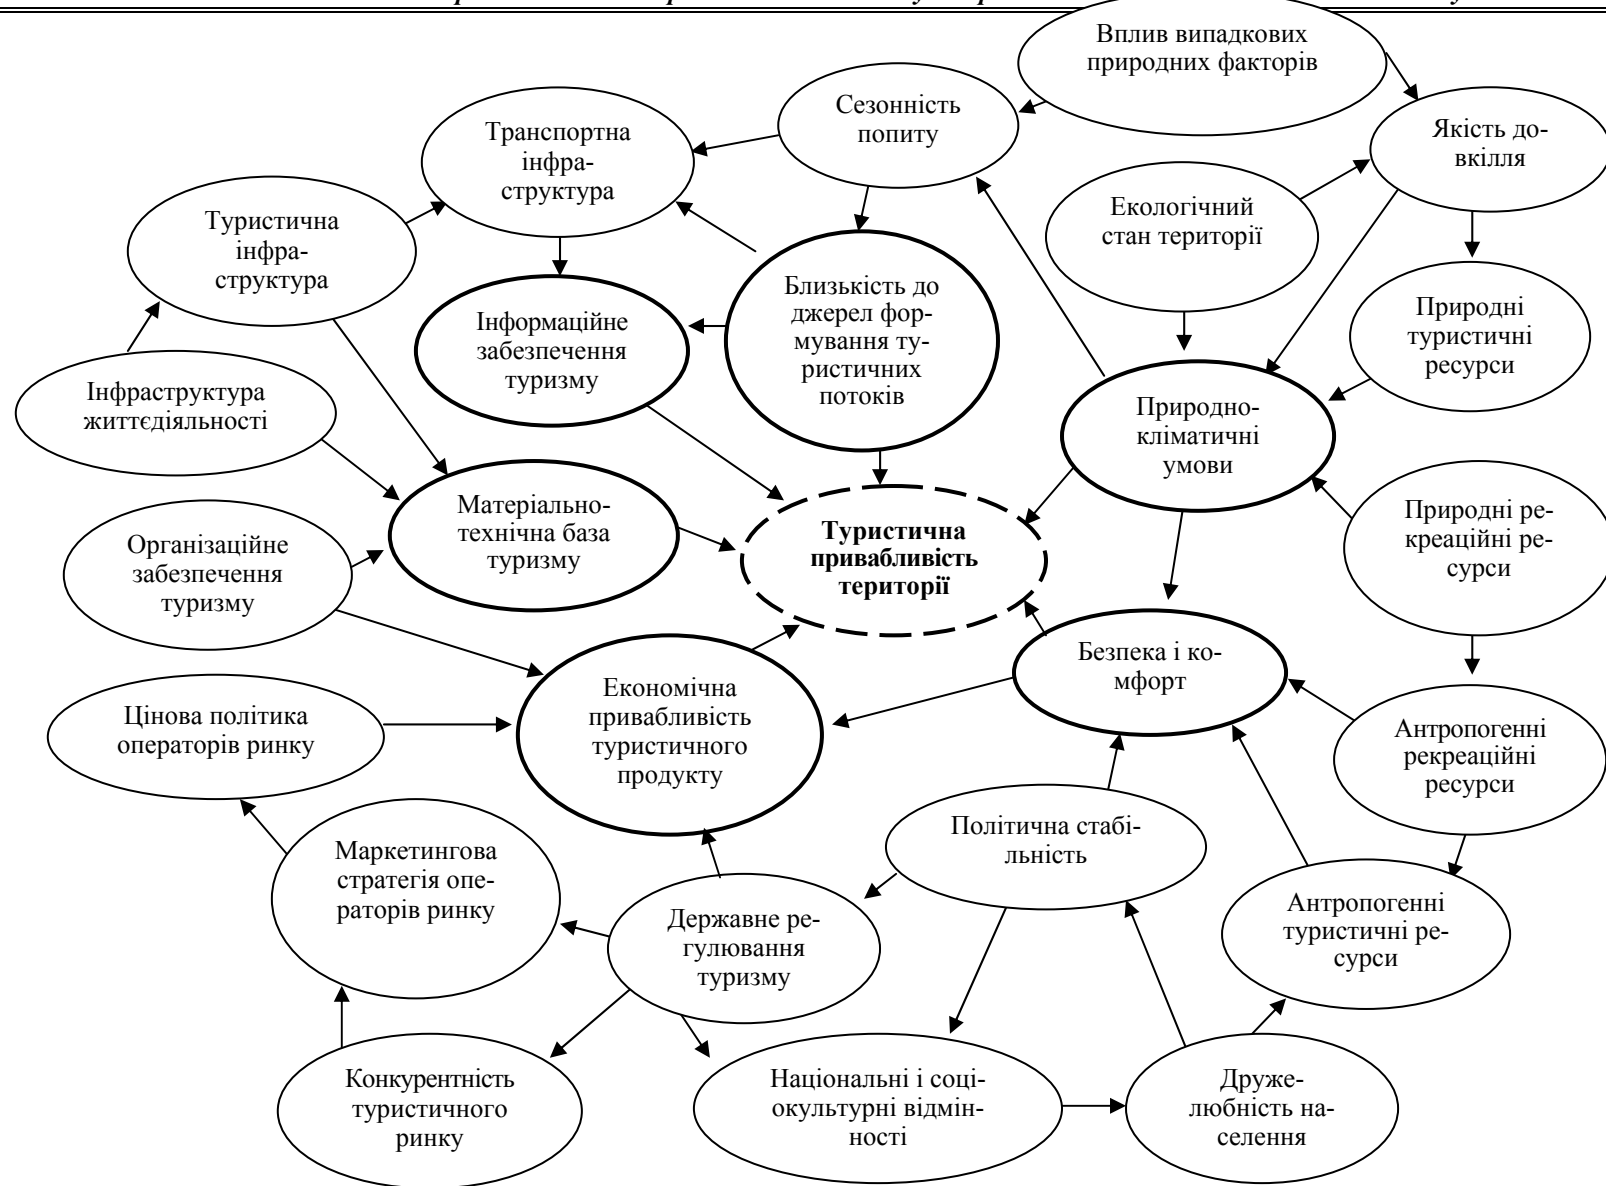 Вплив випадкових
природних факторів
Сезонність
попиту
Транспортна
інфра-
структура
Якість до-
вкілля
Туристична
інфра-
структура
Екологічний
стан території
Близькість до
джерел фор-
мування ту-
ристичних
потоків
Інформаційне
забезпечення
туризму
Природні
туристичні
ресурси
Інфраструктура
життєдіяльності
Природно-
кліматичні
умови
Матеріально-
технічна база
туризму
Туристична
привабливість
території
Природні ре-
креаційні ре-
сурси
Організаційне
забезпечення
туризму
Безпека і ко-
мфорт
Економічна
привабливість
туристичного
продукту
Цінова політика
операторів ринку
Антропогенні
рекреаційні
ресурси
Політична стабі-
льність
Маркетингова
стратегія опе-
раторів ринку
Державне ре-
гулювання
туризму
Антропогенні
туристичні ре-
сурси
Конкурентність
туристичного
ринку
Національні і соці-
окультурні відмін-
ності
Друже-
любність на-
селення